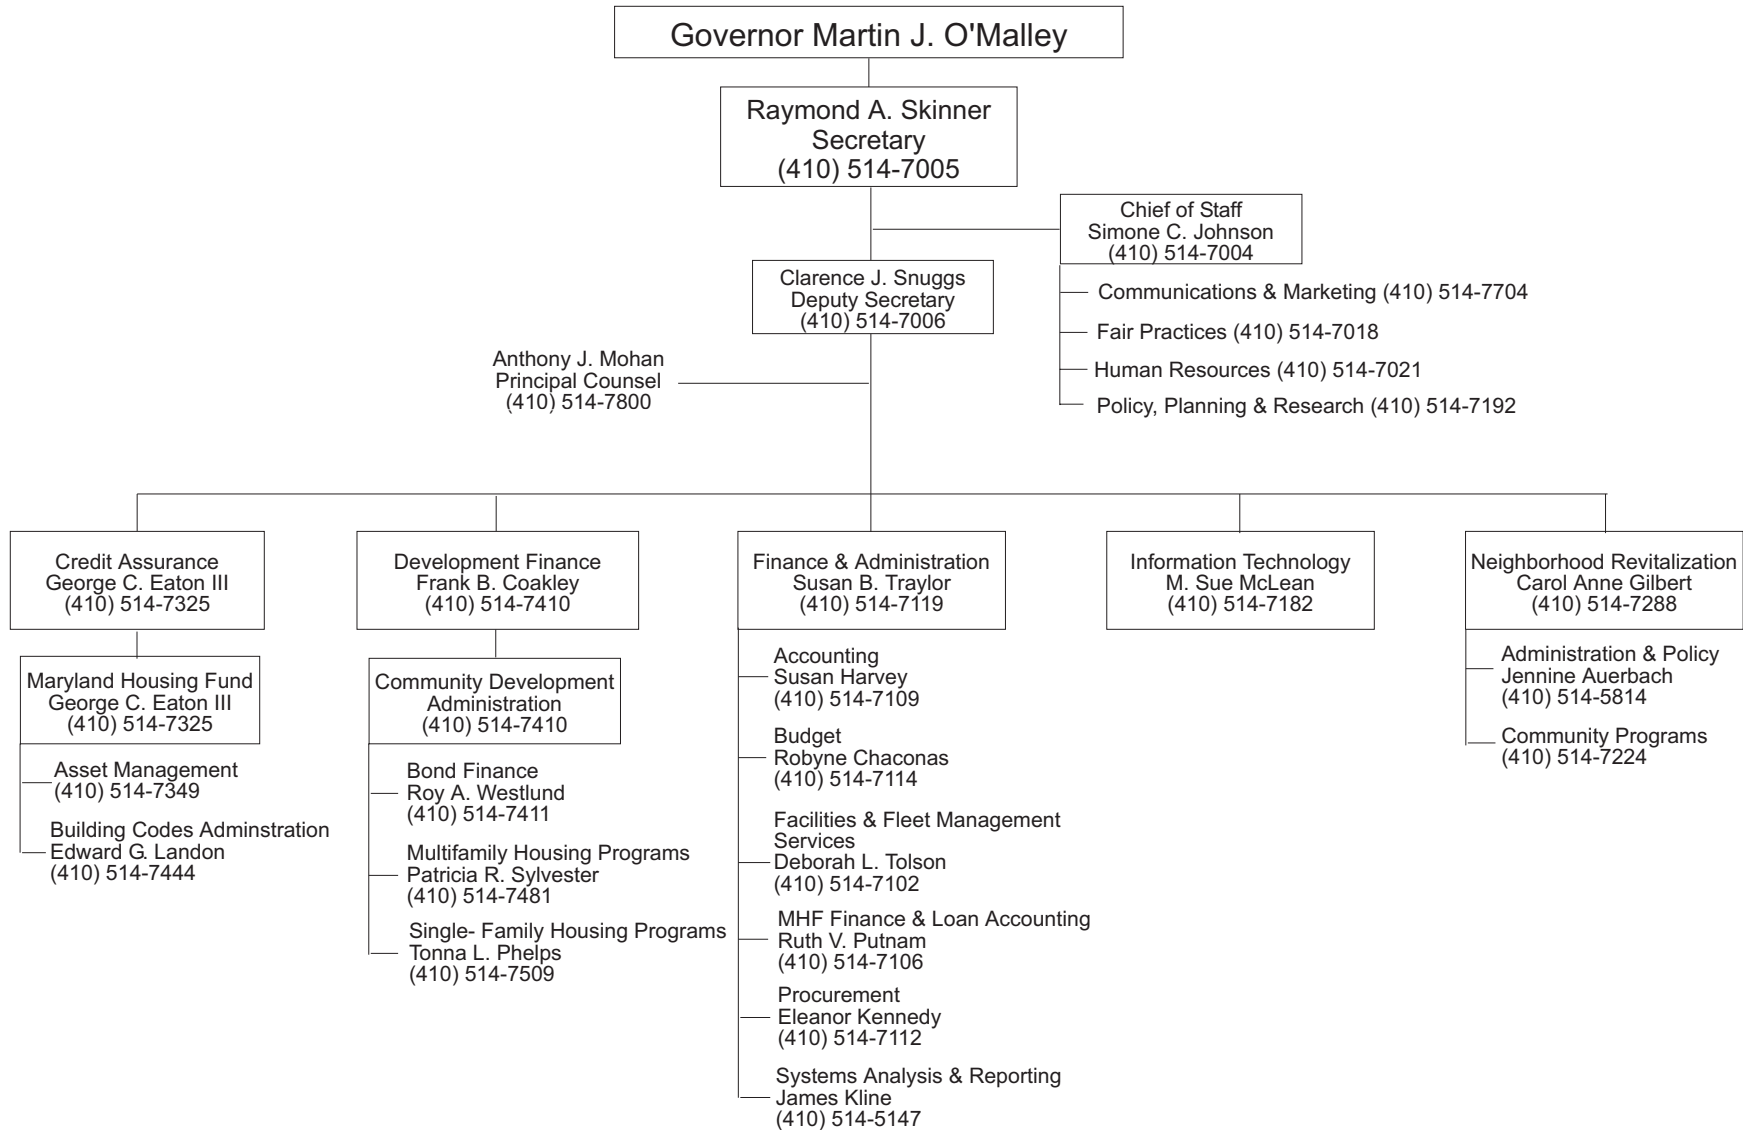 Governor Martin J. O'Malley
Raymond A. Skinner
Secretary
(410) 514-7005
Chief of Staff
Simone C. Johnson
(410) 514-7004
Communications & Marketing (410) 514-7704
Fair Practices (410) 514-7018
Human Resources (410) 514-7021
Policy, Planning & Research (410) 514-7192
Clarence J. Snuggs
Deputy Secretary
(410) 514-7006
Anthony J. Mohan
Principal Counsel
(410) 514-7800
Credit Assurance
George C. Eaton III
(410) 514-7325
Maryland Housing Fund
George C. Eaton III
(410) 514-7325
Asset Management
(410) 514-7349
Building Codes Adminstration
Edward G. Landon
(410) 514-7444
Development Finance
Frank B. Coakley
(410) 514-7410
Community Development
Administration
(410) 514-7410
Bond Finance
Roy A. Westlund
(410) 514-7411
Multifamily Housing Programs
Patricia R. Sylvester
(410) 514-7481
Single- Family Housing Programs
Tonna L. Phelps
(410) 514-7509
Finance & Administration
Susan B. Traylor
(410) 514-7119
Accounting
Susan Harvey
(410) 514-7109
Budget
Robyne Chaconas
(410) 514-7114
Facilities & Fleet Management
Services
Deborah L. Tolson
(410) 514-7102
MHF Finance & Loan Accounting
Ruth V. Putnam
(410) 514-7106
Procurement
Eleanor Kennedy
(410) 514-7112
Systems Analysis & Reporting
James Kline
(410) 514-5147
Information Technology
M. Sue McLean
(410) 514-7182
Neighborhood Revitalization
Carol Anne Gilbert
(410) 514-7288
Administration & Policy
Jennine Auerbach
(410) 514-5814
Community Programs
(410) 514-7224